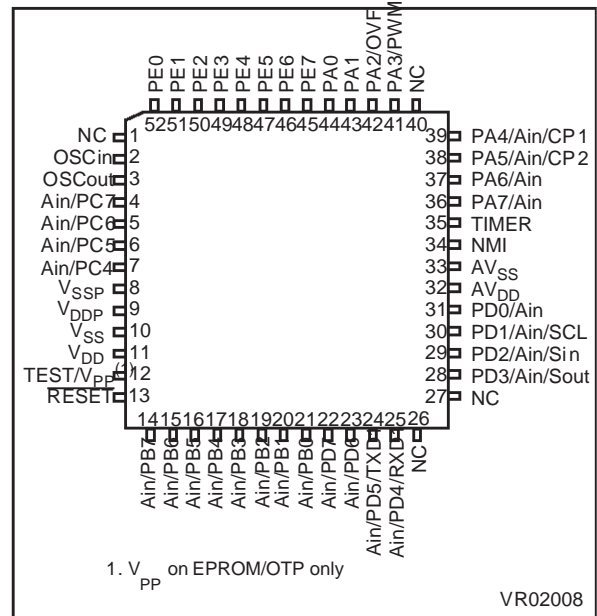 PE0
PE1
PE2
PE3
PE4
PE5
PE6
PE7
PA0
PA1
PA2/OVF
PA3/PWM
NC
52 51 50 49 48 47 46 45 44 43 42 41 40
NC 1
OSCin 2
OSCout 3
Ain/PC7 4
Ain/PC6 5
Ain/PC5 6
Ain/PC4 7
VSSP 8
VDDP 9
VSS 10
VDD 11
TEST/VPP(1) 12
RESET 13
39 PA4/Ain/CP1
38 PA5/Ain/CP2
37 PA6/Ain
36 PA7/Ain
35 TIMER
34 NMI
33 AVSS
32 AVDD
31 PD0/Ain
30 PD1/Ain/SCL
29 PD2/Ain/Sin
28 PD3/Ain/Sout
27 NC
14 15 16 17 18 19 20 21 22 23 24 25 26
Ain/PB7
Ain/PB6
Ain/PB5
Ain/PB4
Ain/PB3
Ain/PB2
Ain/PB1
Ain/PB0
Ain/PD7
Ain/PD6
Ain/PD5/TXD1
Ain/PD4/RXD1
NC
1. VPP on EPROM/OTP only
VR02008